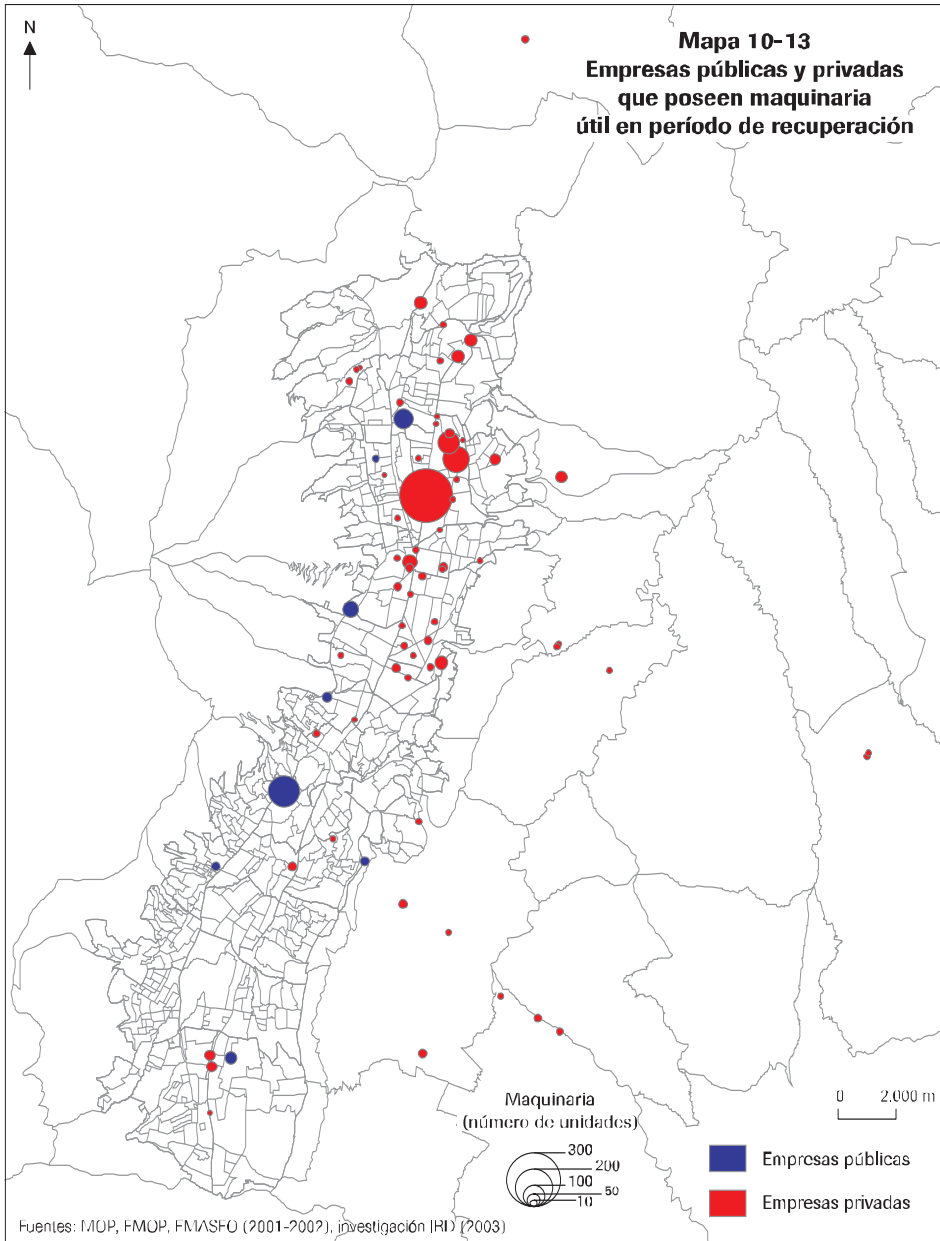 N
Mapa 10-13
Empresas públicas y privadas
que poseen maquinaria
útil en período de recuperación
Maquinaria
(número de unidades)
300
200
100
50
10
0 2.000 m
Empresas públicas
Empresas privadas
Fuentes: MOP, EMOP, EMASEO (2001-2002), investigación IRD (2003)